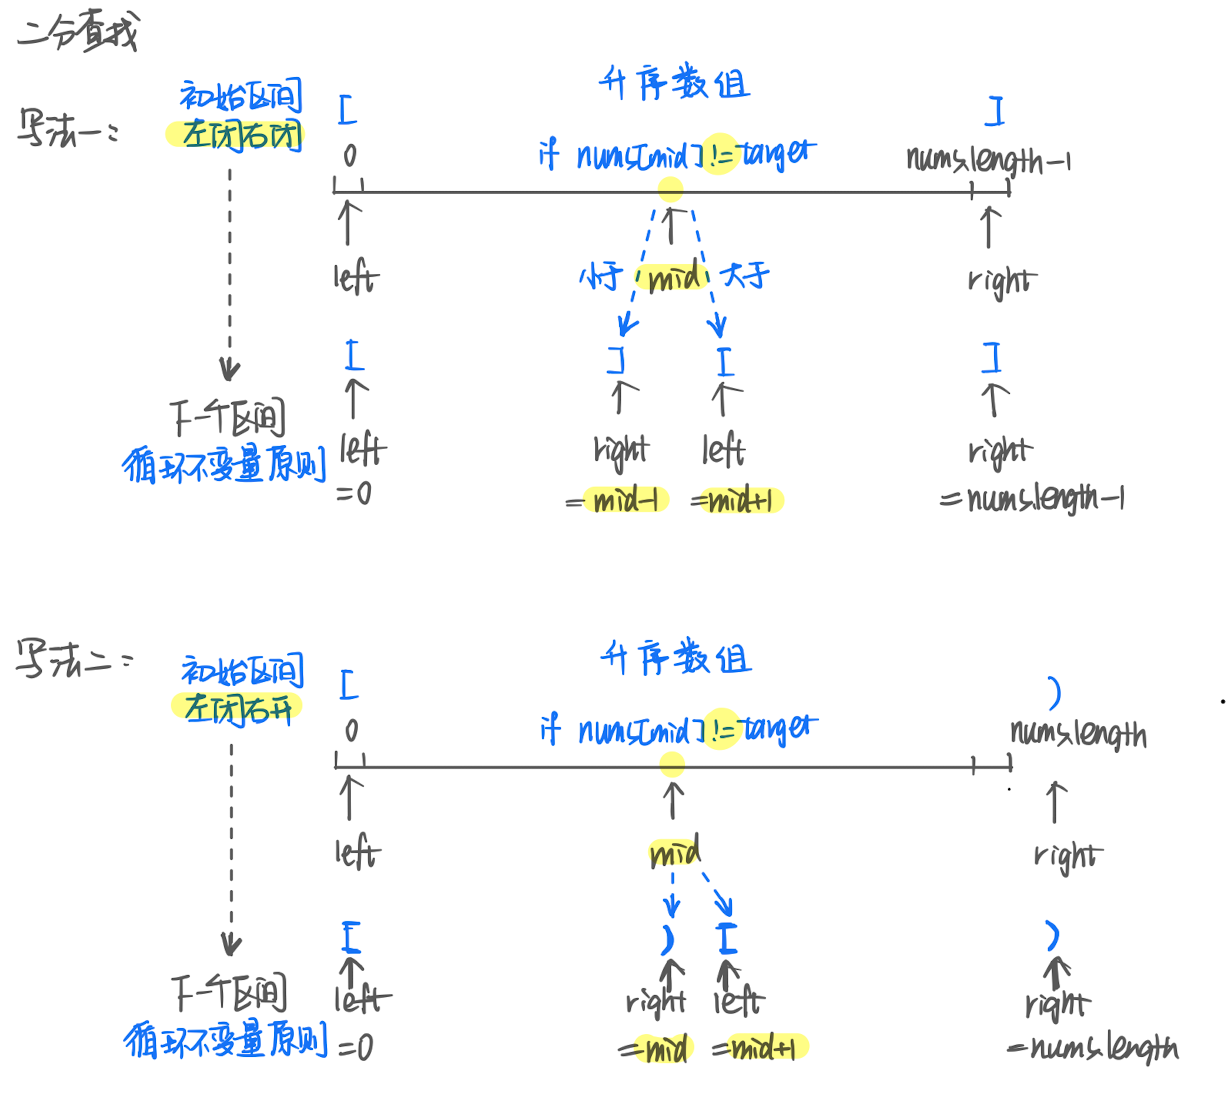 二分查找
写法一：
初始区间
左闭右闭
升序数组
[
]
0
if nums[mid] != target
nums.length-1
left
小于
mid
大于
right
[
]
[
]
下一个区间
循环不变量原则
left
=0
right
=mid-1
left
=mid+1
right
=nums.length-1
写法二：
初始区间
左闭右开
升序数组
[
)
0
if nums[mid] != target
nums.length
left
mid
right
[
)
[
)
下一个区间
循环不变量原则
left
=0
right
=mid
left
=mid+1
right
=nums.length